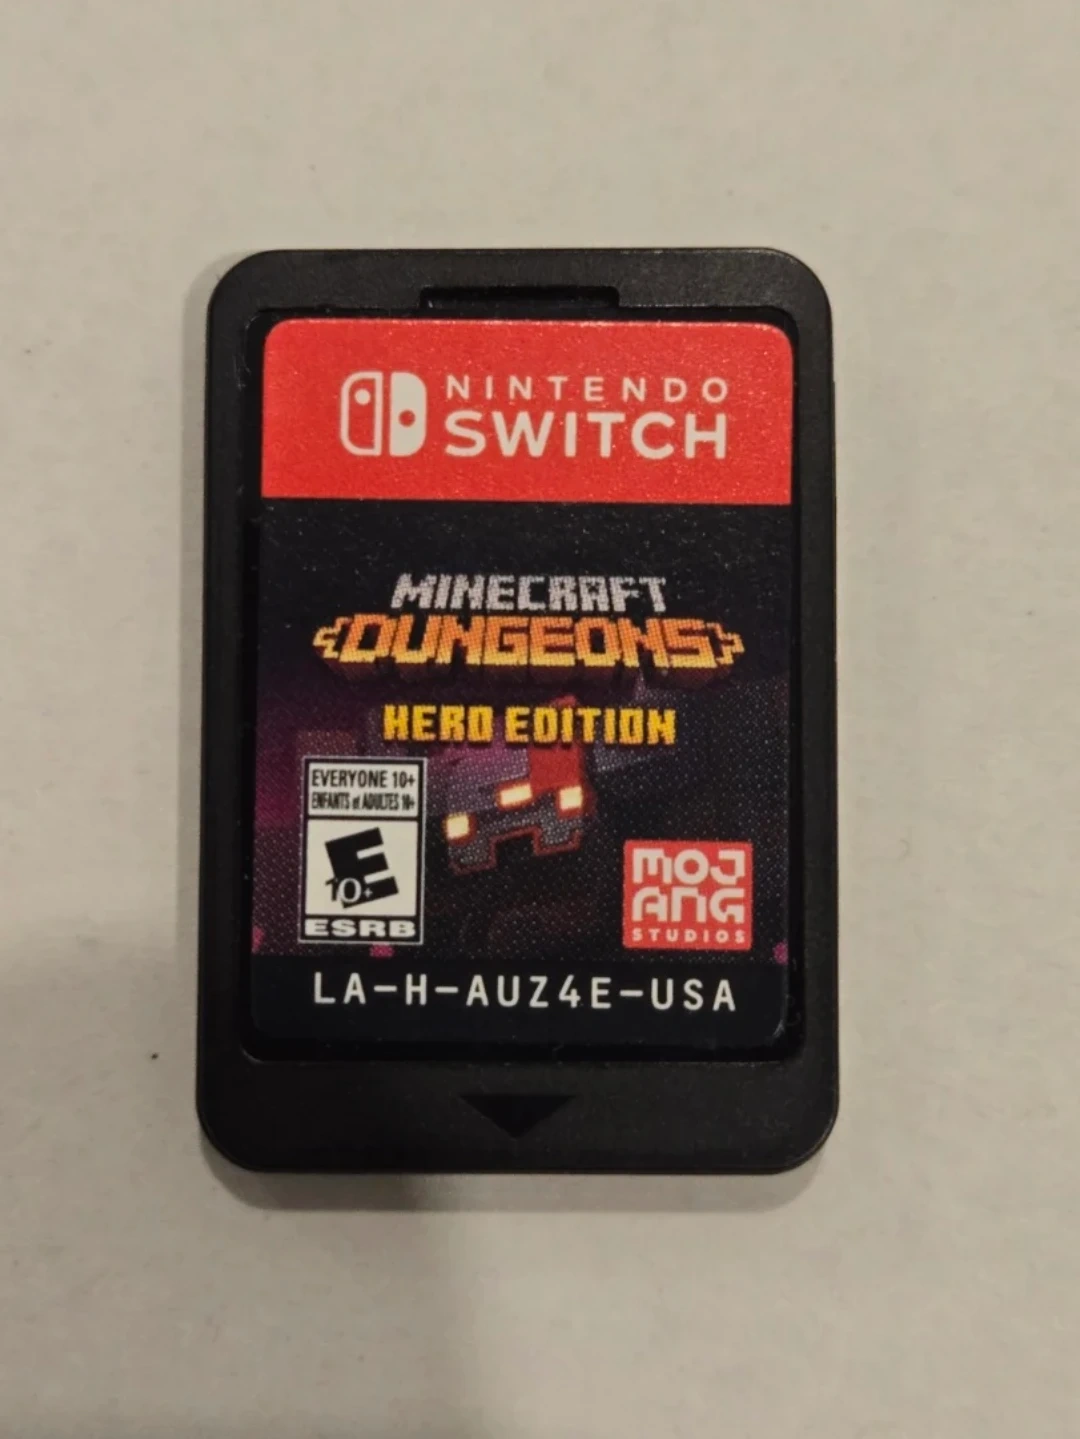 NINTENDO
SWITCH
MINECRAFT
DUNGEONS
HERO EDITION
EVERYONE 10+
ENFANTS et ADULTES 10+
E
10+
ESRB
MOJ
ANG
STUDIOS
LA-H-AUZ4E-USA